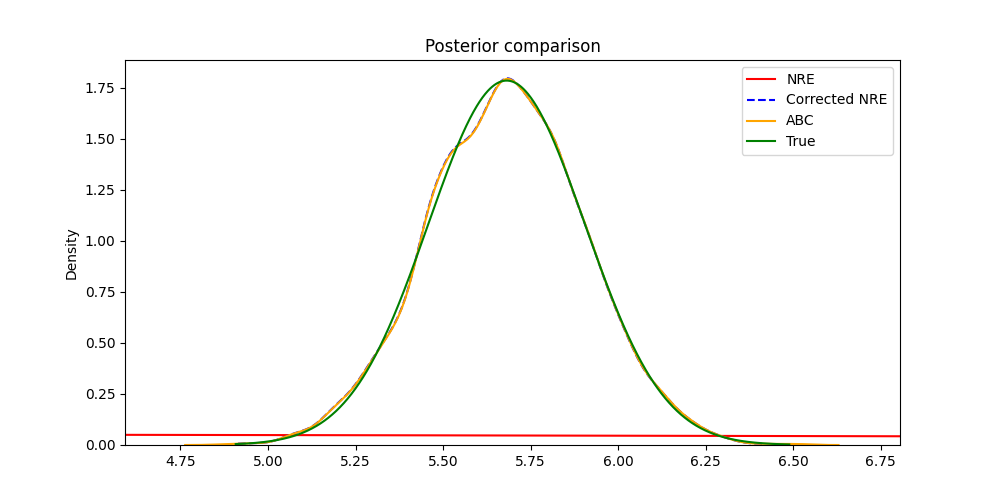 Posterior comparison
NRE
Corrected NRE
ABC
True
Density
1.75
1.50
1.25
1.00
0.75
0.50
0.25
0.00
4.75 5.00 5.25 5.50 5.75 6.00 6.25 6.50 6.75